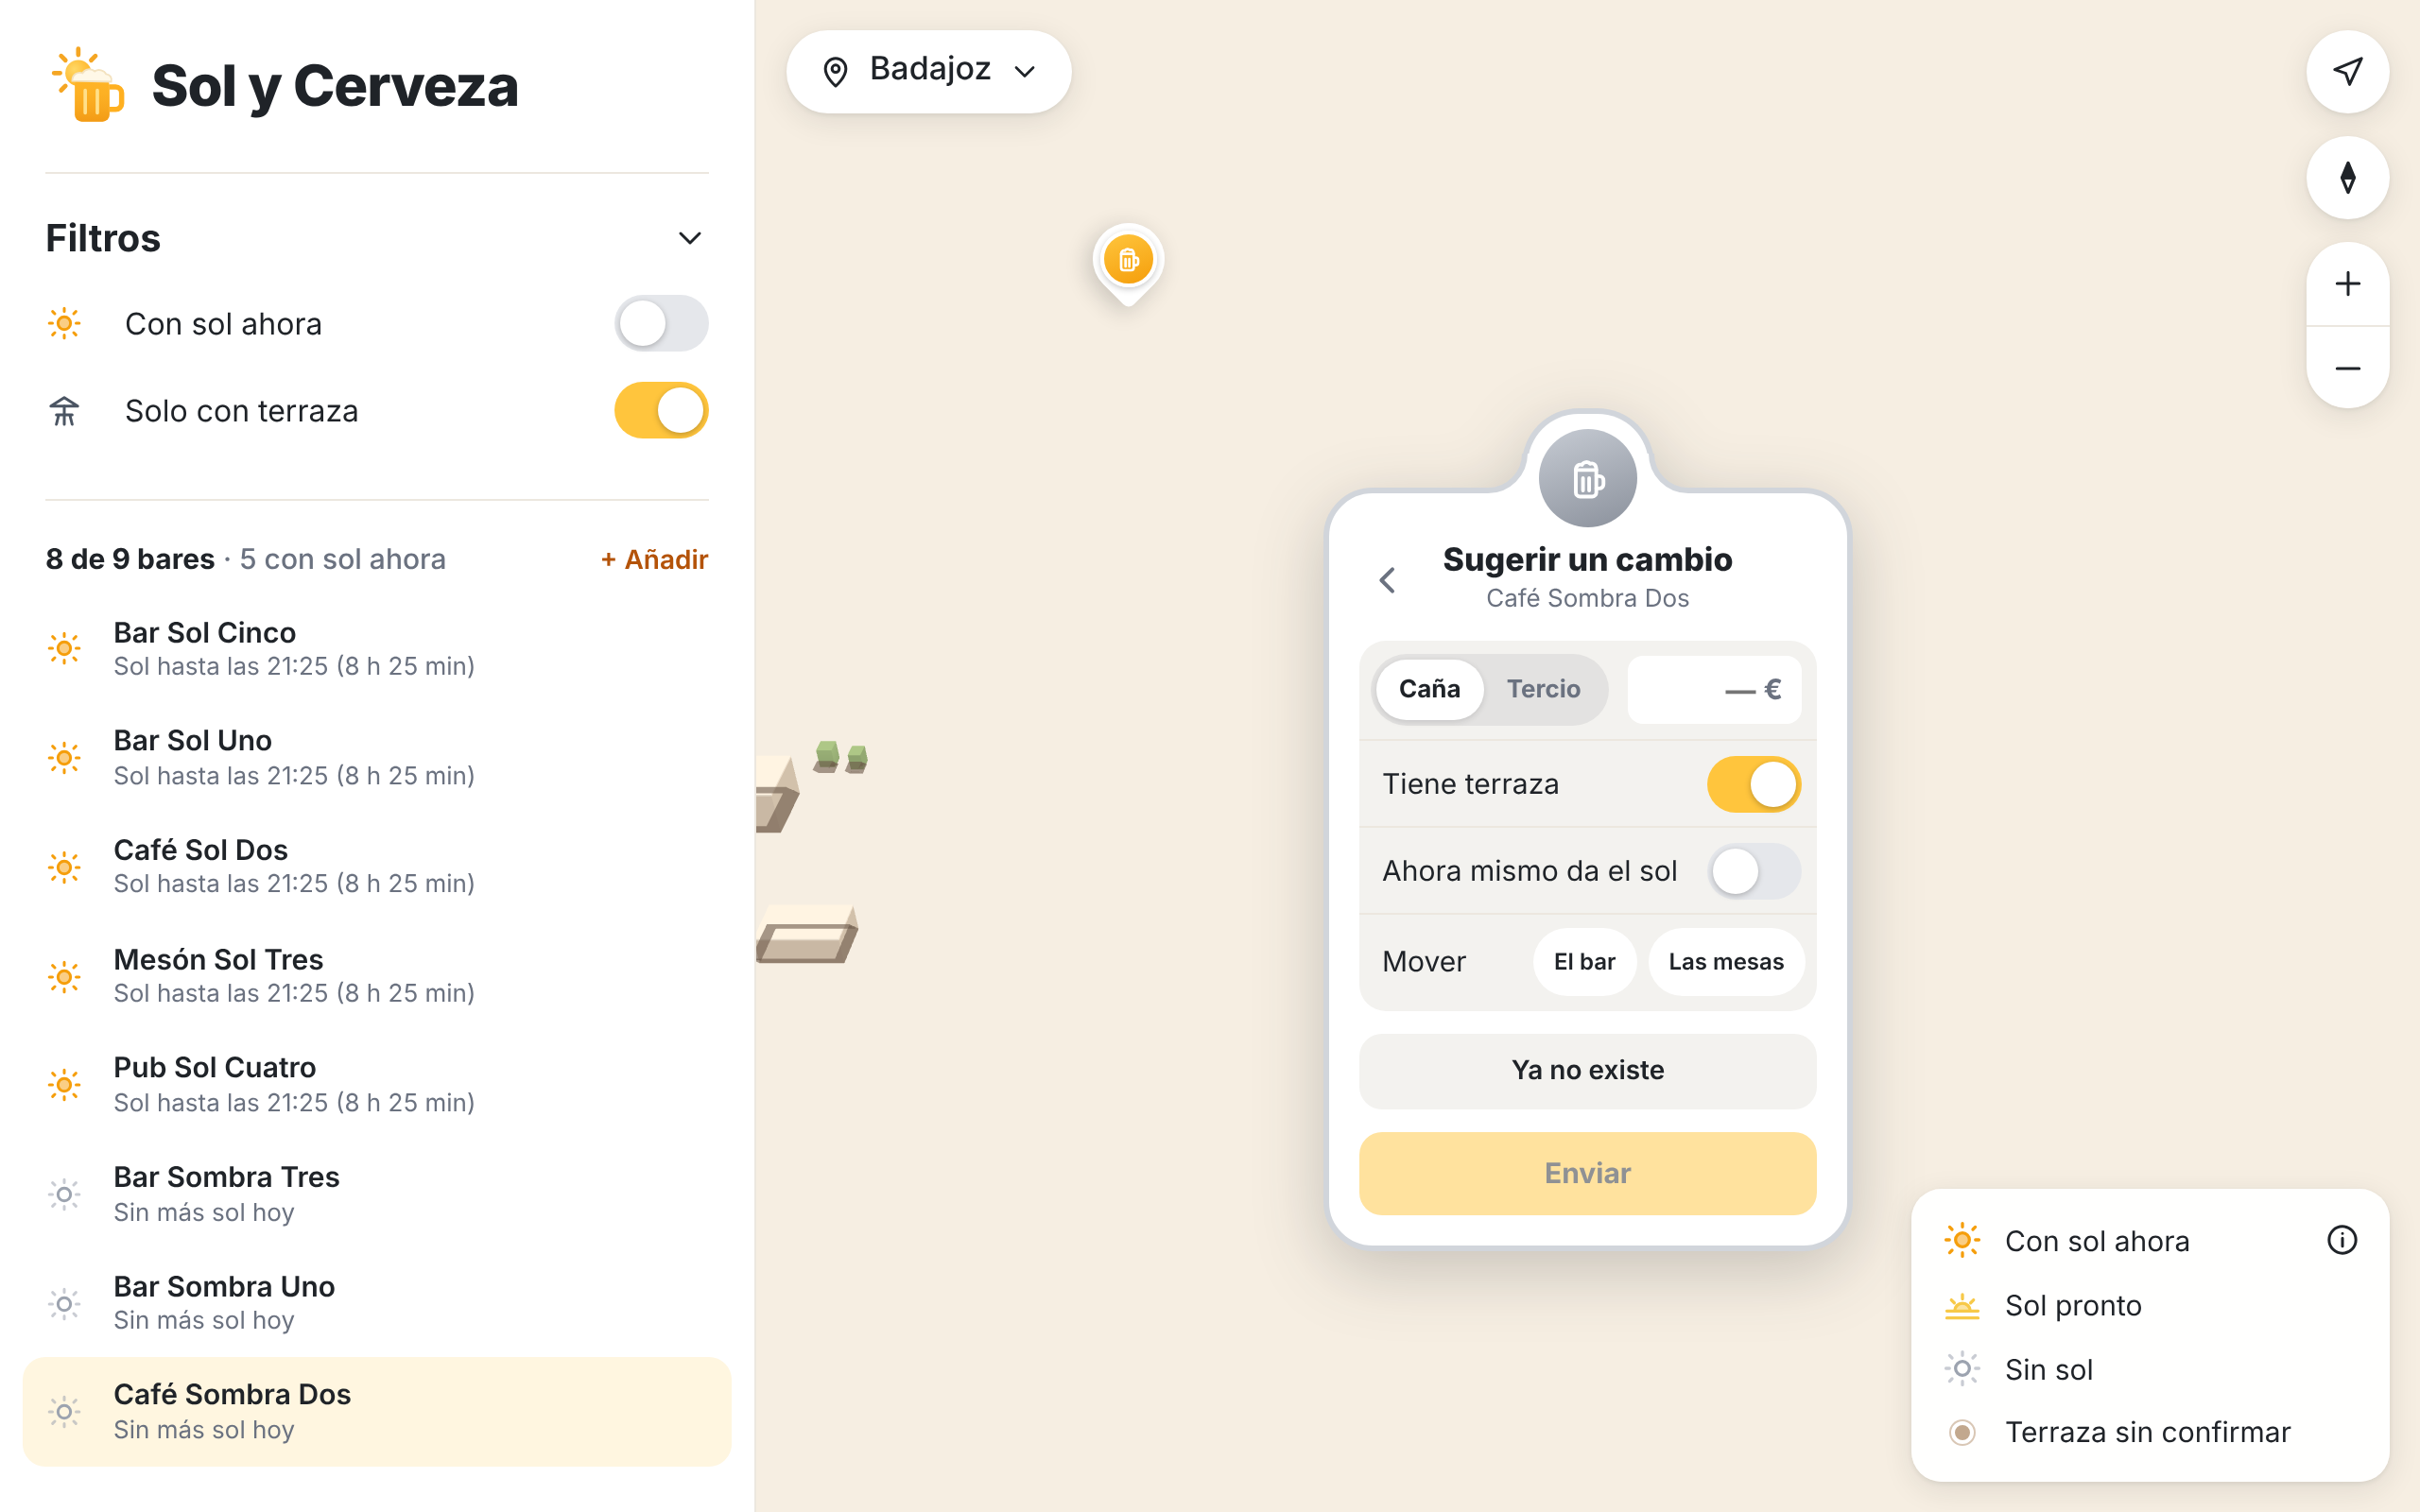 Sol y Cerveza
Filtros
Con sol ahora
Solo con terraza
8 de 9 bares · 5 con sol ahora
+ Añadir
Bar Sol Cinco
Sol hasta las 21:25 (8 h 25 min)
Bar Sol Uno
Sol hasta las 21:25 (8 h 25 min)
Café Sol Dos
Sol hasta las 21:25 (8 h 25 min)
Mesón Sol Tres
Sol hasta las 21:25 (8 h 25 min)
Pub Sol Cuatro
Sol hasta las 21:25 (8 h 25 min)
Bar Sombra Tres
Sin más sol hoy
Bar Sombra Uno
Sin más sol hoy
Café Sombra Dos
Sin más sol hoy
Badajoz
Sugerir un cambio
Café Sombra Dos
Caña Tercio — €
Tiene terraza
Ahora mismo da el sol
Mover El bar Las mesas
Ya no existe
Enviar
Con sol ahora
Sol pronto
Sin sol
Terraza sin confirmar